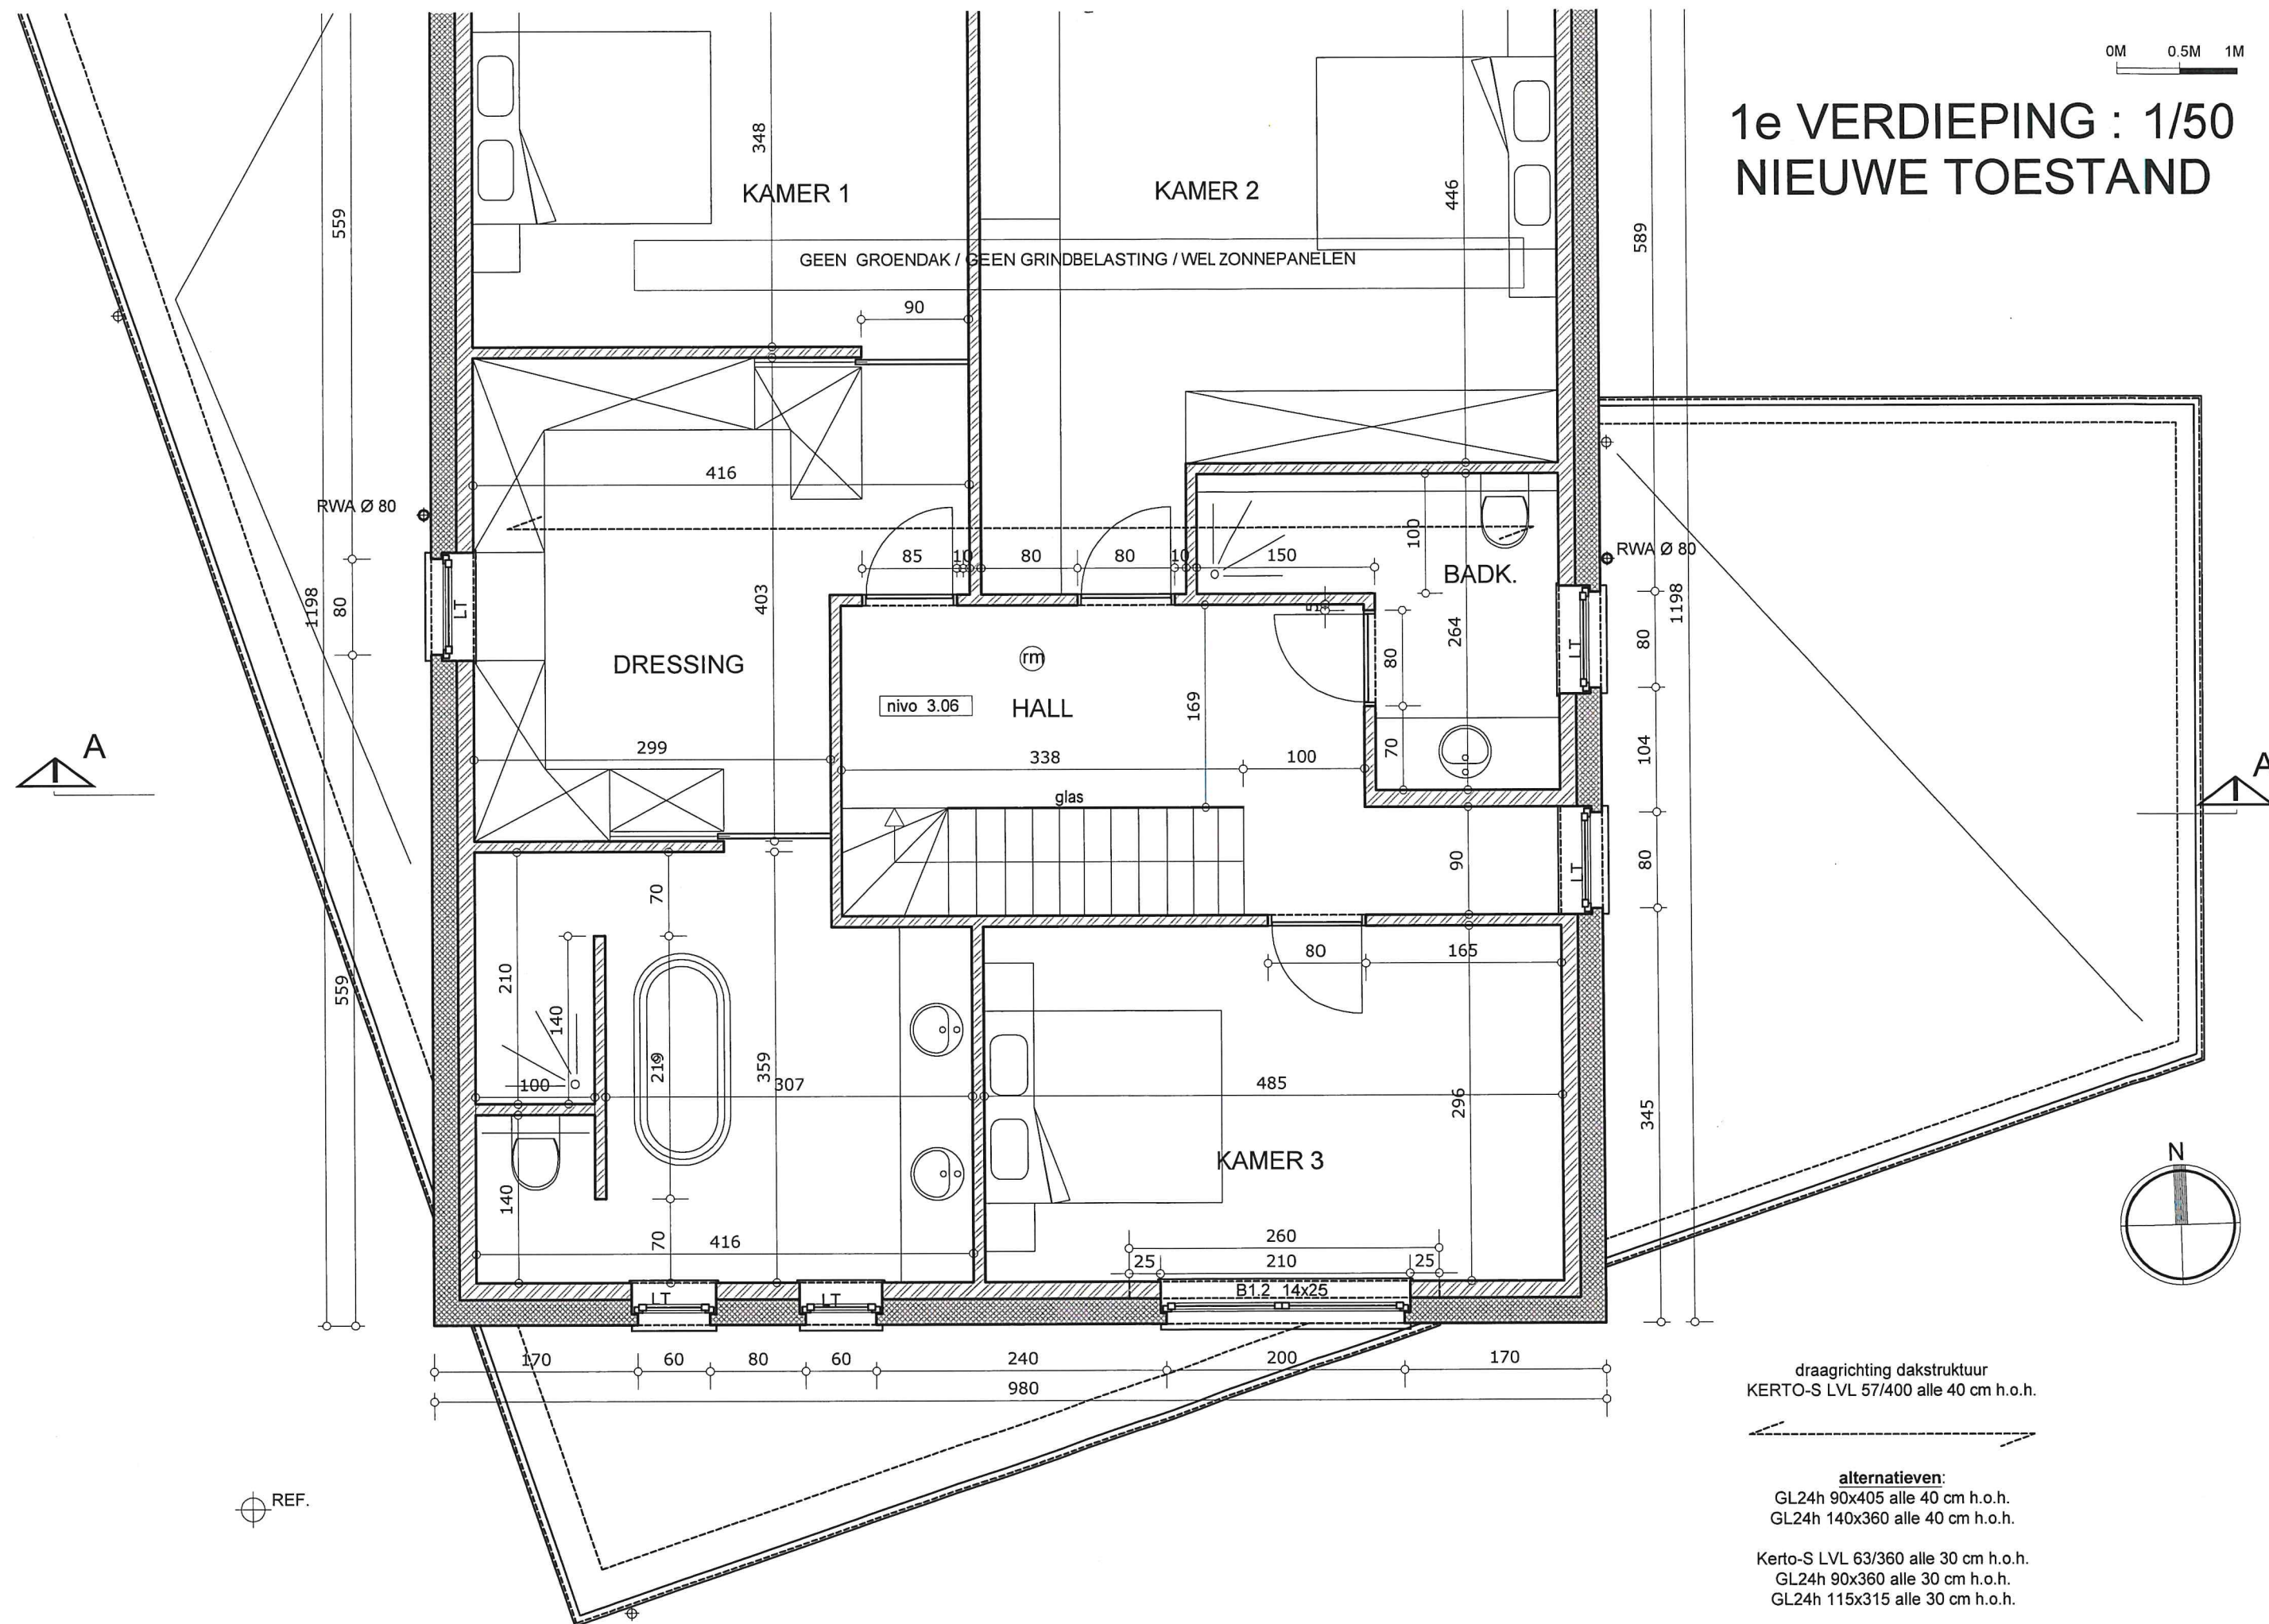 0M 0.5M 1M
1e VERDIEPING : 1/50
NIEUWE TOESTAND
348
559
KAMER 1
KAMER 2
446
589
GEEN GROENDAK / GEEN GRINDBELASTING / WEL ZONNEPANELEN
90
416
RWA Ø 80
100
85
10
80
80
10
150
RWA Ø 80
BADK.
1198
80
LT
403
264
1198
80
LT
DRESSING
rm
80
5
nivo 3.06
HALL
169
A
299
338
100
70
104
A
glas
70
90
LT
80
210
80
165
559
140
100
219
359
307
485
296
345
KAMER 3
N
140
70
416
260
25
210
25
LT
LT
B1.2 14x25
170
60
80
60
240
200
170
980
draagrichting dakstruktuur
KERTO-S LVL 57/400 alle 40 cm h.o.h.
alternatieven:
GL24h 90x405 alle 40 cm h.o.h.
GL24h 140x360 alle 40 cm h.o.h.
REF.
Kerto-S LVL 63/360 alle 30 cm h.o.h.
GL24h 90x360 alle 30 cm h.o.h.
GL24h 115x315 alle 30 cm h.o.h.